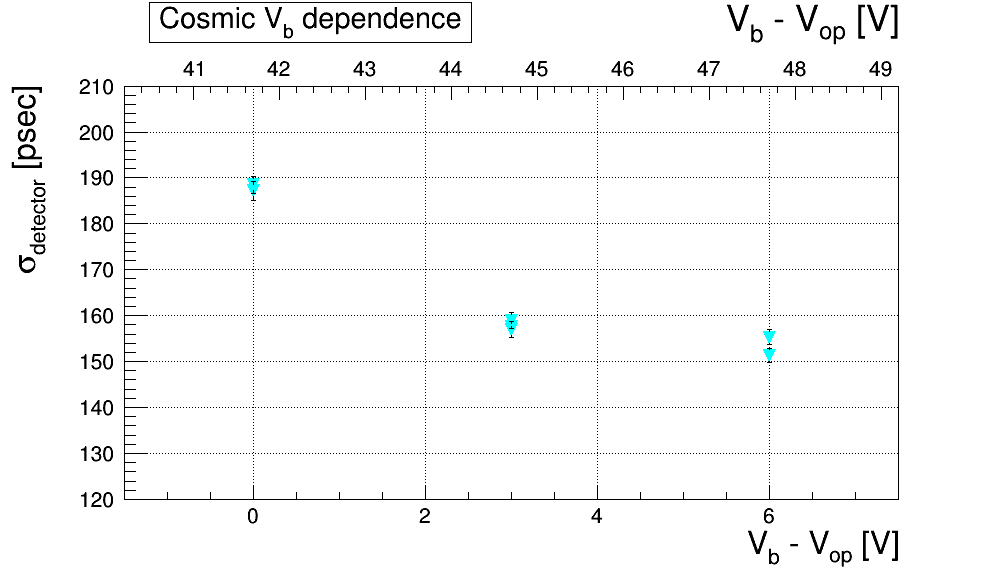 Cosmic V_b dependence
V_b - V_op [V]
41 42 43 44 45 46 47 48 49
σ_detector [psec]
210
200
190
180
170
160
150
140
130
120
0 2 4 6
V_b - V_op [V]